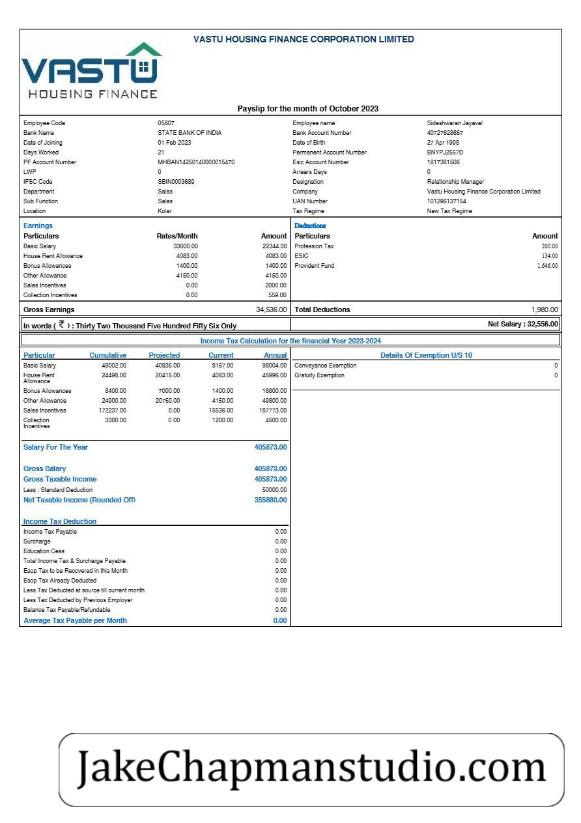 VASTU HOUSING FINANCE CORPORATION LIMITED
VASTU
HOUSING FINANCE
Payslip for the month of October 2023
Employee Code 05607 Employee name Sideshwaran Jayavel
Bank Name STATE BANK OF INDIA Bank Account Number 40727628657
Date of Joining 01 Feb 2023 Date of Birth 27 Apr 1998
Days Worked 21 Permanent Account Number BNYPJ2557D
PF Account Number MHBAN14250140000015470 Esic Account Number 1817361506
LWP 0 Arrears Days 0
IFSC Code SBIN0003689 Designation Relationship Manager
Department Sales Company Vastu Housing Finance Corporation Limited
Sub Function Sales UAN Number 101296137154
Location Kolar Tax Regime New Tax Regime
Earnings Deductions
Particulars Rates/Month Amount Particulars Amount
Basic Salary 33000.00 22344.00 Profession Tax 200.00
House Rent Allowance 4083.00 4083.00 ESIC 134.00
Bonus Allowances 1400.00 1400.00 Provident Fund 1,646.00
Other Allowance 4150.00 4150.00
Sales Incentives 0.00 2000.00
Collection Incentives 0.00 559.00
Gross Earnings 34,536.00 Total Deductions 1,980.00
In words ( ₹ ) : Thirty Two Thousand Five Hundred Fifty Six Only Net Salary : 32,556.00
Income Tax Calculation for the financial Year 2023-2024
Particular Cumulative Projected Current Annual Details Of Exemption U/S 10
Basic Salary 49002.00 40835.00 8167.00 98004.00 Conveyance Exemption 0
House Rent Allowance 24498.00 20415.00 4083.00 48996.00 Gratuity Exemption 0
Bonus Allowances 8400.00 7000.00 1400.00 16800.00
Other Allowance 24900.00 20750.00 4150.00 49800.00
Sales Incentives 172237.00 0.00 15536.00 187773.00
Collection Incentives 3300.00 0.00 1200.00 4500.00
Salary For The Year 405873.00
Gross Salary 405873.00
Gross Taxable Income 405873.00
Less : Standard Deduction 50000.00
Net Taxable Income (Rounded Off) 355880.00
Income Tax Deduction
Income Tax Payable 0.00
Surcharge 0.00
Education Cess 0.00
Total Income Tax & Surcharge Payable 0.00
Esop Tax to be Recovered in this Month 0.00
Esop Tax Already Deducted 0.00
Less Tax Deducted at source till current month 0.00
Less Tax Deducted by Previous Employer 0.00
Balance Tax Payable/Refundable 0.00
Average Tax Payable per Month 0.00
JakeChapmanstudio.com